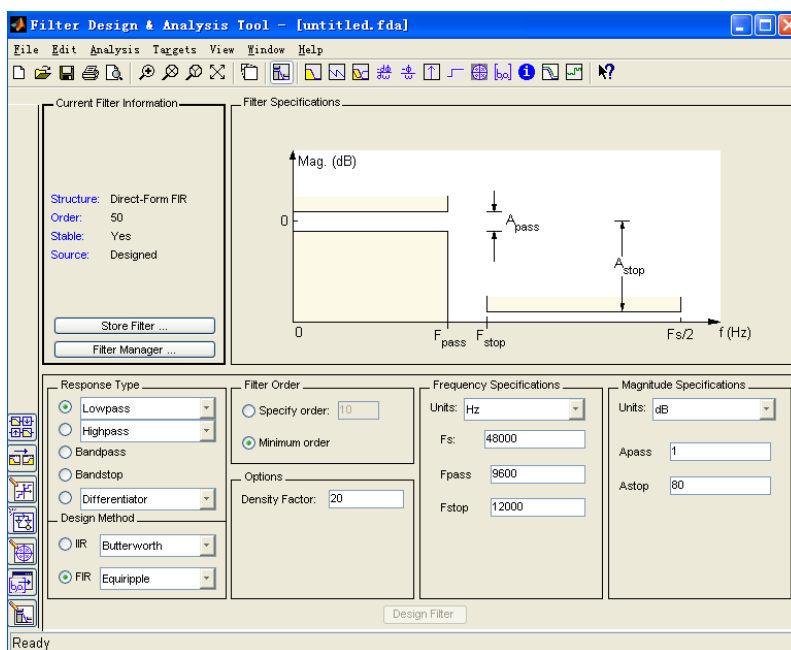 Filter Design & Analysis Tool - [untitled.fda]
File Edit Analysis Targets View Window Help
Current Filter Information
Structure: Direct-Form FIR
Order: 50
Stable: Yes
Source: Designed
Store Filter ...
Filter Manager ...
Filter Specifications
Mag. (dB)
0
Apass
Astop
0 Fpass Fstop Fs/2 f (Hz)
Response Type
Lowpass
Highpass
Bandpass
Bandstop
Differentiator
Design Method
IIR Butterworth
FIR Equiripple
Filter Order
Specify order: 10
Minimum order
Options
Density Factor: 20
Frequency Specifications
Units: Hz
Fs: 48000
Fpass 9600
Fstop 12000
Magnitude Specifications
Units: dB
Apass 1
Astop 80
Design Filter
Ready